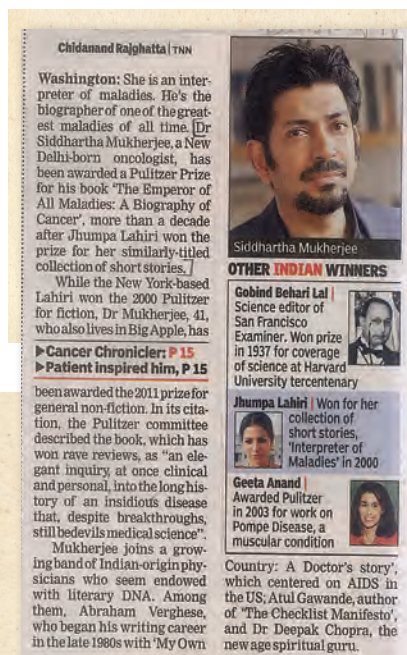 Chidanand Rajghatta | TNN
Washington: She is an inter-
preter of maladies. He's the
biographer of one of the great-
est maladies of all time. Dr
Siddhartha Mukherjee, a New
Delhi-born oncologist, has
been awarded a Pulitzer Prize
for his book 'The Emperor of
All Maladies: A Biography of
Cancer', more than a decade
after Jhumpa Lahiri won the
prize for her similarly-titled
collection of short stories.
While the New York-based
Lahiri won the 2000 Pulitzer
for fiction, Dr Mukherjee, 41,
who also lives in Big Apple, has
▶Cancer Chronicler: P 15
▶Patient inspired him, P 15
been awarded the 2011 prize for
general non-fiction. In its cita-
tion, the Pulitzer committee
described the book, which has
won rave reviews, as "an ele-
gant inquiry, at once clinical
and personal, into the long his-
tory of an insidious disease
that, despite breakthroughs,
still bedevils medical science".
Mukherjee joins a grow-
ing band of Indian-origin phy-
sicians who seem endowed
with literary DNA. Among
them, Abraham Verghese,
who began his writing career
in the late 1980s with 'My Own
Siddhartha Mukherjee
OTHER INDIAN WINNERS
Gobind Behari Lal |
Science editor of
San Francisco
Examiner. Won prize
in 1937 for coverage
of science at Harvard
University tercentenary
Jhumpa Lahiri | Won for her
collection of
short stories,
'Interpreter of
Maladies' in 2000
Geeta Anand |
Awarded Pulitzer
in 2003 for work on
Pompe Disease, a
muscular condition
Country: A Doctor's story',
which centered on AIDS in
the US; Atul Gawande, author
of 'The Checklist Manifesto',
and Dr Deepak Chopra, the
new age spiritual guru.